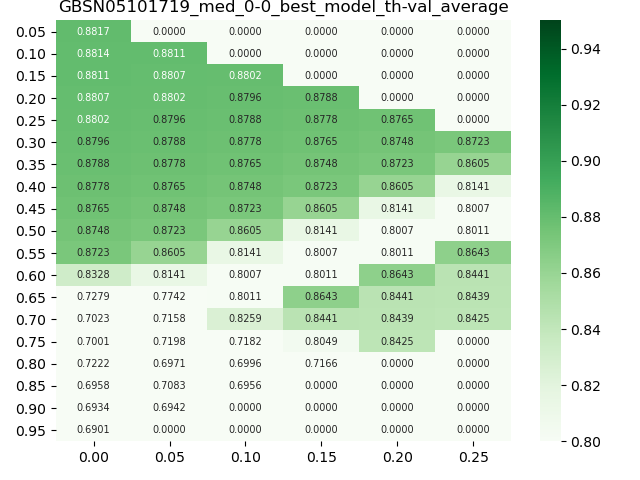 GBSN05101719_med_0-0_best_model_th-val_average
0.05 0.8817 0.0000 0.0000 0.0000 0.0000 0.0000
0.10 0.8814 0.8811 0.0000 0.0000 0.0000 0.0000
0.15 0.8811 0.8807 0.8802 0.0000 0.0000 0.0000
0.20 0.8807 0.8802 0.8796 0.8788 0.0000 0.0000
0.25 0.8802 0.8796 0.8788 0.8778 0.8765 0.0000
0.30 0.8796 0.8788 0.8778 0.8765 0.8748 0.8723
0.35 0.8788 0.8778 0.8765 0.8748 0.8723 0.8605
0.40 0.8778 0.8765 0.8748 0.8723 0.8605 0.8141
0.45 0.8765 0.8748 0.8723 0.8605 0.8141 0.8007
0.50 0.8748 0.8723 0.8605 0.8141 0.8007 0.8011
0.55 0.8723 0.8605 0.8141 0.8007 0.8011 0.8643
0.60 0.8328 0.8141 0.8007 0.8011 0.8643 0.8441
0.65 0.7279 0.7742 0.8011 0.8643 0.8441 0.8439
0.70 0.7023 0.7158 0.8259 0.8441 0.8439 0.8425
0.75 0.7001 0.7198 0.7182 0.8049 0.8425 0.0000
0.80 0.7222 0.6971 0.6996 0.7166 0.0000 0.0000
0.85 0.6958 0.7083 0.6956 0.0000 0.0000 0.0000
0.90 0.6934 0.6942 0.0000 0.0000 0.0000 0.0000
0.95 0.6901 0.0000 0.0000 0.0000 0.0000 0.0000
0.00 0.05 0.10 0.15 0.20 0.25
0.94
0.92
0.90
0.88
0.86
0.84
0.82
0.80